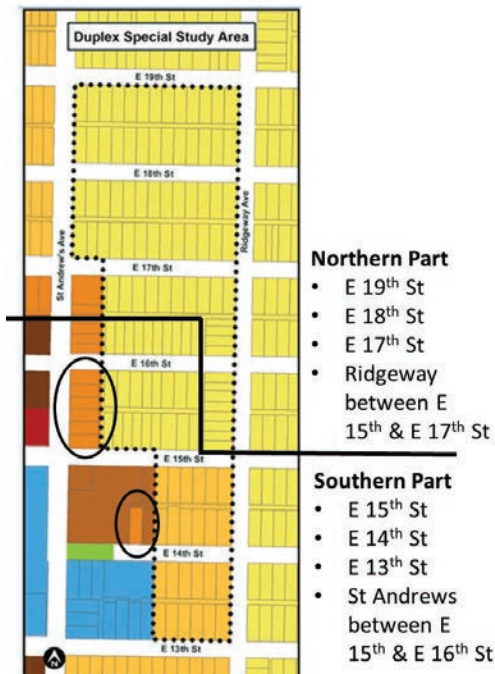 Duplex Special Study Area
E 19th St
E 18th St
St Andrew's Ave
Ridgeway Ave
E 17th St
E 16th St
E 15th St
E 14th St
E 13th St
Northern Part
• E 19th St
• E 18th St
• E 17th St
• Ridgeway
between E
15th & E 17th St
Southern Part
• E 15th St
• E 14th St
• E 13th St
• St Andrews
between E
15th & E 16th St